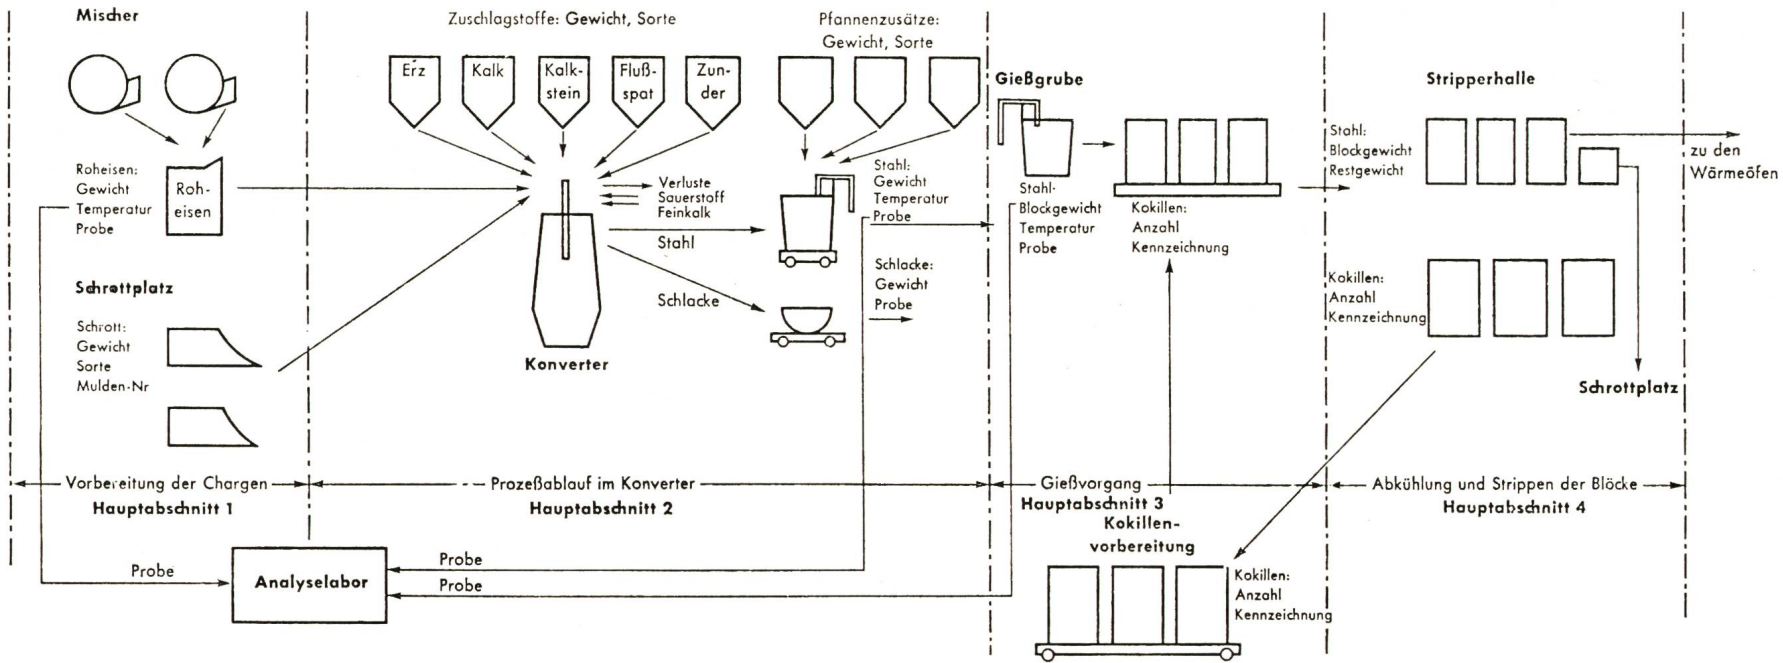 Mischer
Roheisen:
Gewicht
Temperatur
Probe
Roh-
eisen
Schrottplatz
Schrott:
Gewicht
Sorte
Mulden-Nr
Vorbereitung der Chargen
Hauptabschnitt 1
Zuschlagstoffe: Gewicht, Sorte
Erz
Kalk
Kalk-
stein
Fluß-
spat
Zun-
der
Pfannenzusätze:
Gewicht, Sorte
Verluste
Sauerstoff
Feinkalk
Stahl
Schlacke
Konverter
Stahl:
Gewicht
Temperatur
Probe
Schlacke:
Gewicht
Probe
Prozeßablauf im Konverter
Hauptabschnitt 2
Gießgrube
Stahl-
Blockgewicht
Temperatur
Probe
Kokillen:
Anzahl
Kennzeichnung
Gießvorgang
Hauptabschnitt 3
Kokillen-
vorbereitung
Kokillen:
Anzahl
Kennzeichnung
Stripperhalle
Stahl:
Blockgewicht
Restgewicht
zu den
Wärmeöfen
Kokillen:
Anzahl
Kennzeichnung
Schrottplatz
Abkühlung und Strippen der Blöcke
Hauptabschnitt 4
Probe
Analyselabor
Probe
Probe